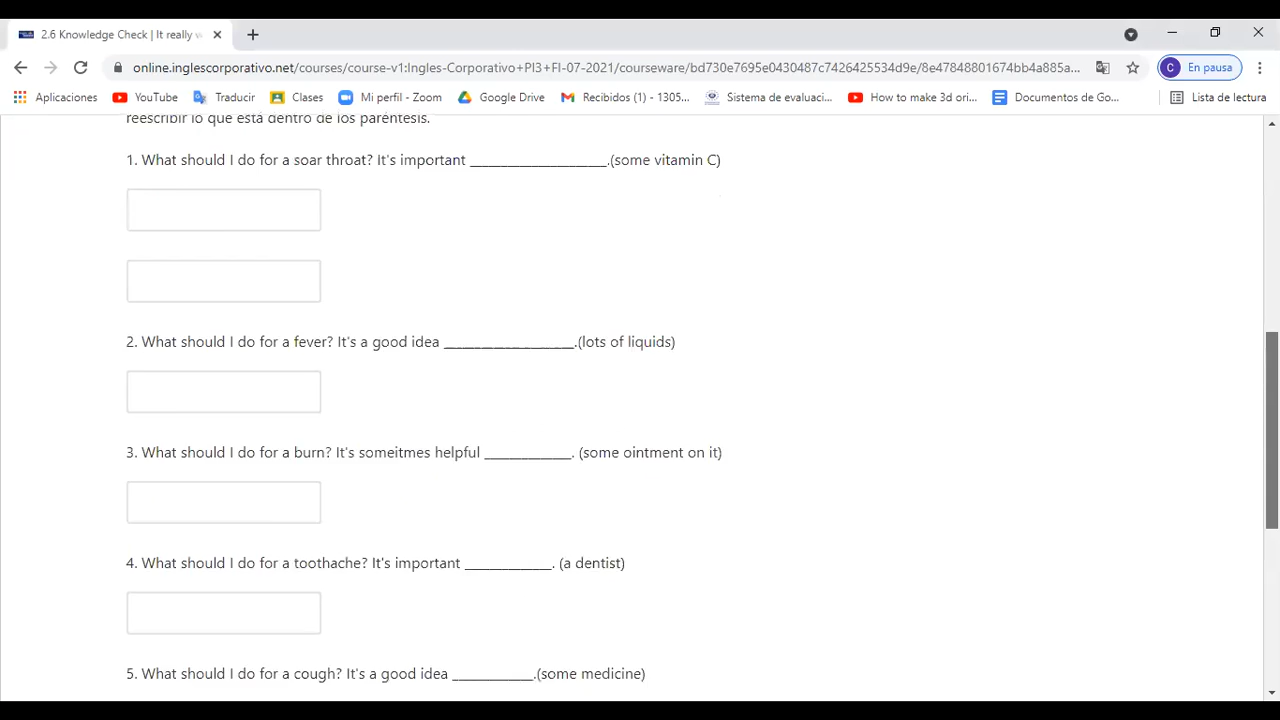 2.6 Knowledge Check | It really w
online.inglescorporativo.net/courses/course-v1:Ingles-Corporativo+PI3+FI-07-2021/courseware/bd730e7695e0430487c7426425534d9e/8e47848801674bb4a885a...
C En pausa
Aplicaciones YouTube Traducir Clases Mi perfil - Zoom Google Drive Recibidos (1) - 1305... Sistema de evaluaci... How to make 3d ori... Documentos de Go... Lista de lectura
reescribir lo que está dentro de los paréntesis.
1. What should I do for a soar throat? It's important ____________________.(some vitamin C)
2. What should I do for a fever? It's a good idea ___________________.(lots of liquids)
3. What should I do for a burn? It's someitmes helpful _____________. (some ointment on it)
4. What should I do for a toothache? It's important _____________. (a dentist)
5. What should I do for a cough? It's a good idea ____________.(some medicine)